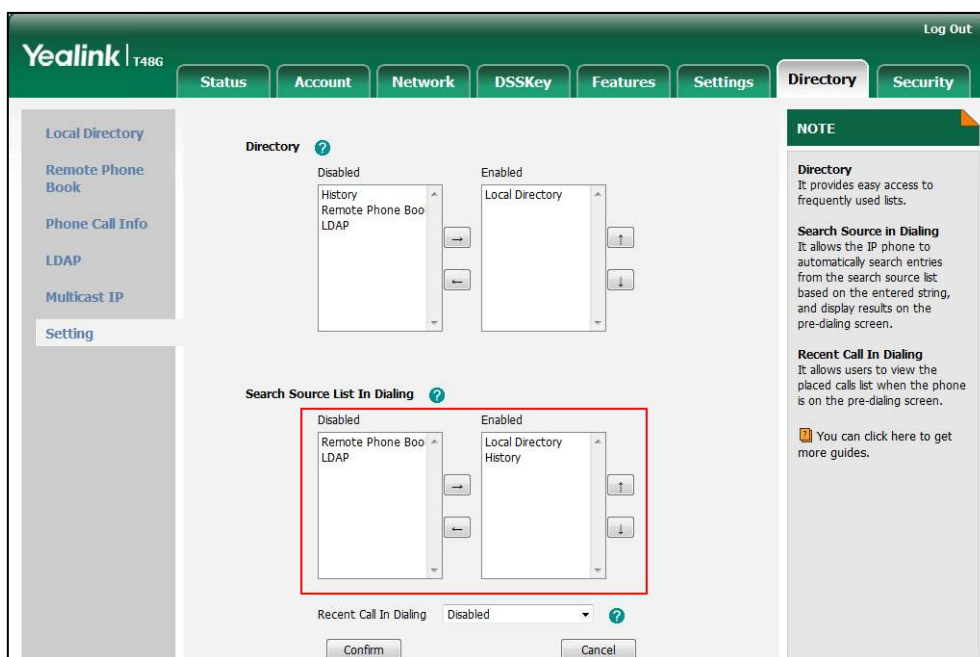 Log Out
Yealink T48G
Status Account Network DSSKey Features Settings Directory Security
Local Directory
Remote Phone
Book
Phone Call Info
LDAP
Multicast IP
Setting
Directory ?
Disabled Enabled
History
Remote Phone Boo
LDAP
→
←
Local Directory
↑
↓
Search Source List In Dialing ?
Disabled Enabled
Remote Phone Boo
LDAP
→
←
Local Directory
History
↑
↓
Recent Call In Dialing Disabled ?
Confirm Cancel
NOTE
Directory
It provides easy access to
frequently used lists.
Search Source in Dialing
It allows the IP phone to
automatically search entries
from the search source list
based on the entered string,
and display results on the
pre-dialing screen.
Recent Call In Dialing
It allows users to view the
placed calls list when the phone
is on the pre-dialing screen.
? You can click here to get
more guides.